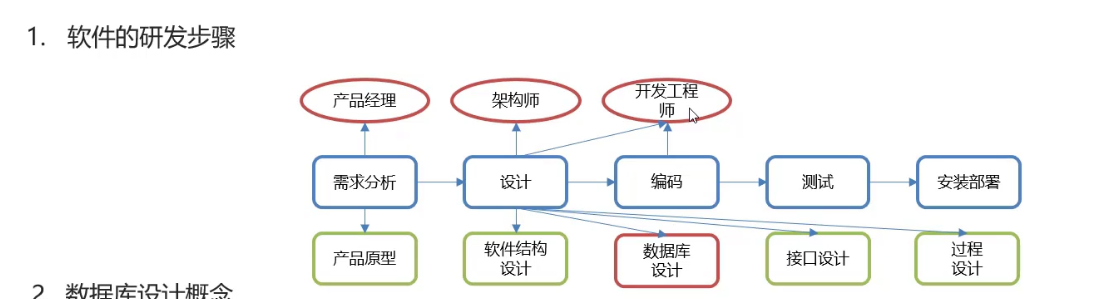 1. 软件的研发步骤
产品经理
架构师
开发工程
师
需求分析
设计
编码
测试
安装部署
产品原型
软件结构
设计
数据库
设计
接口设计
过程
设计
2. 数据库设计概念